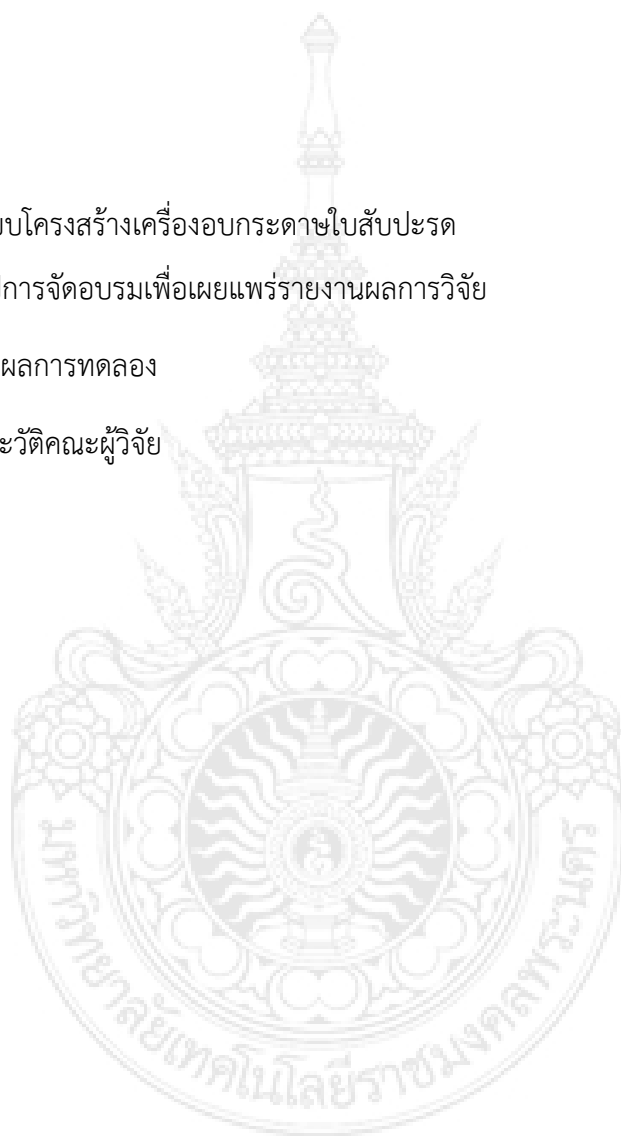 บบโครงสร้างเครื่องอบกระดาษใบสับปะรด
การจัดอบรมเพื่อเผยแพร่รายงานผลการวิจัย
ผลการทดลอง
ะวัติคณะผู้วิจัย
มหาวิทยาลัยเทคโนโลยีราชมงคลพระนคร